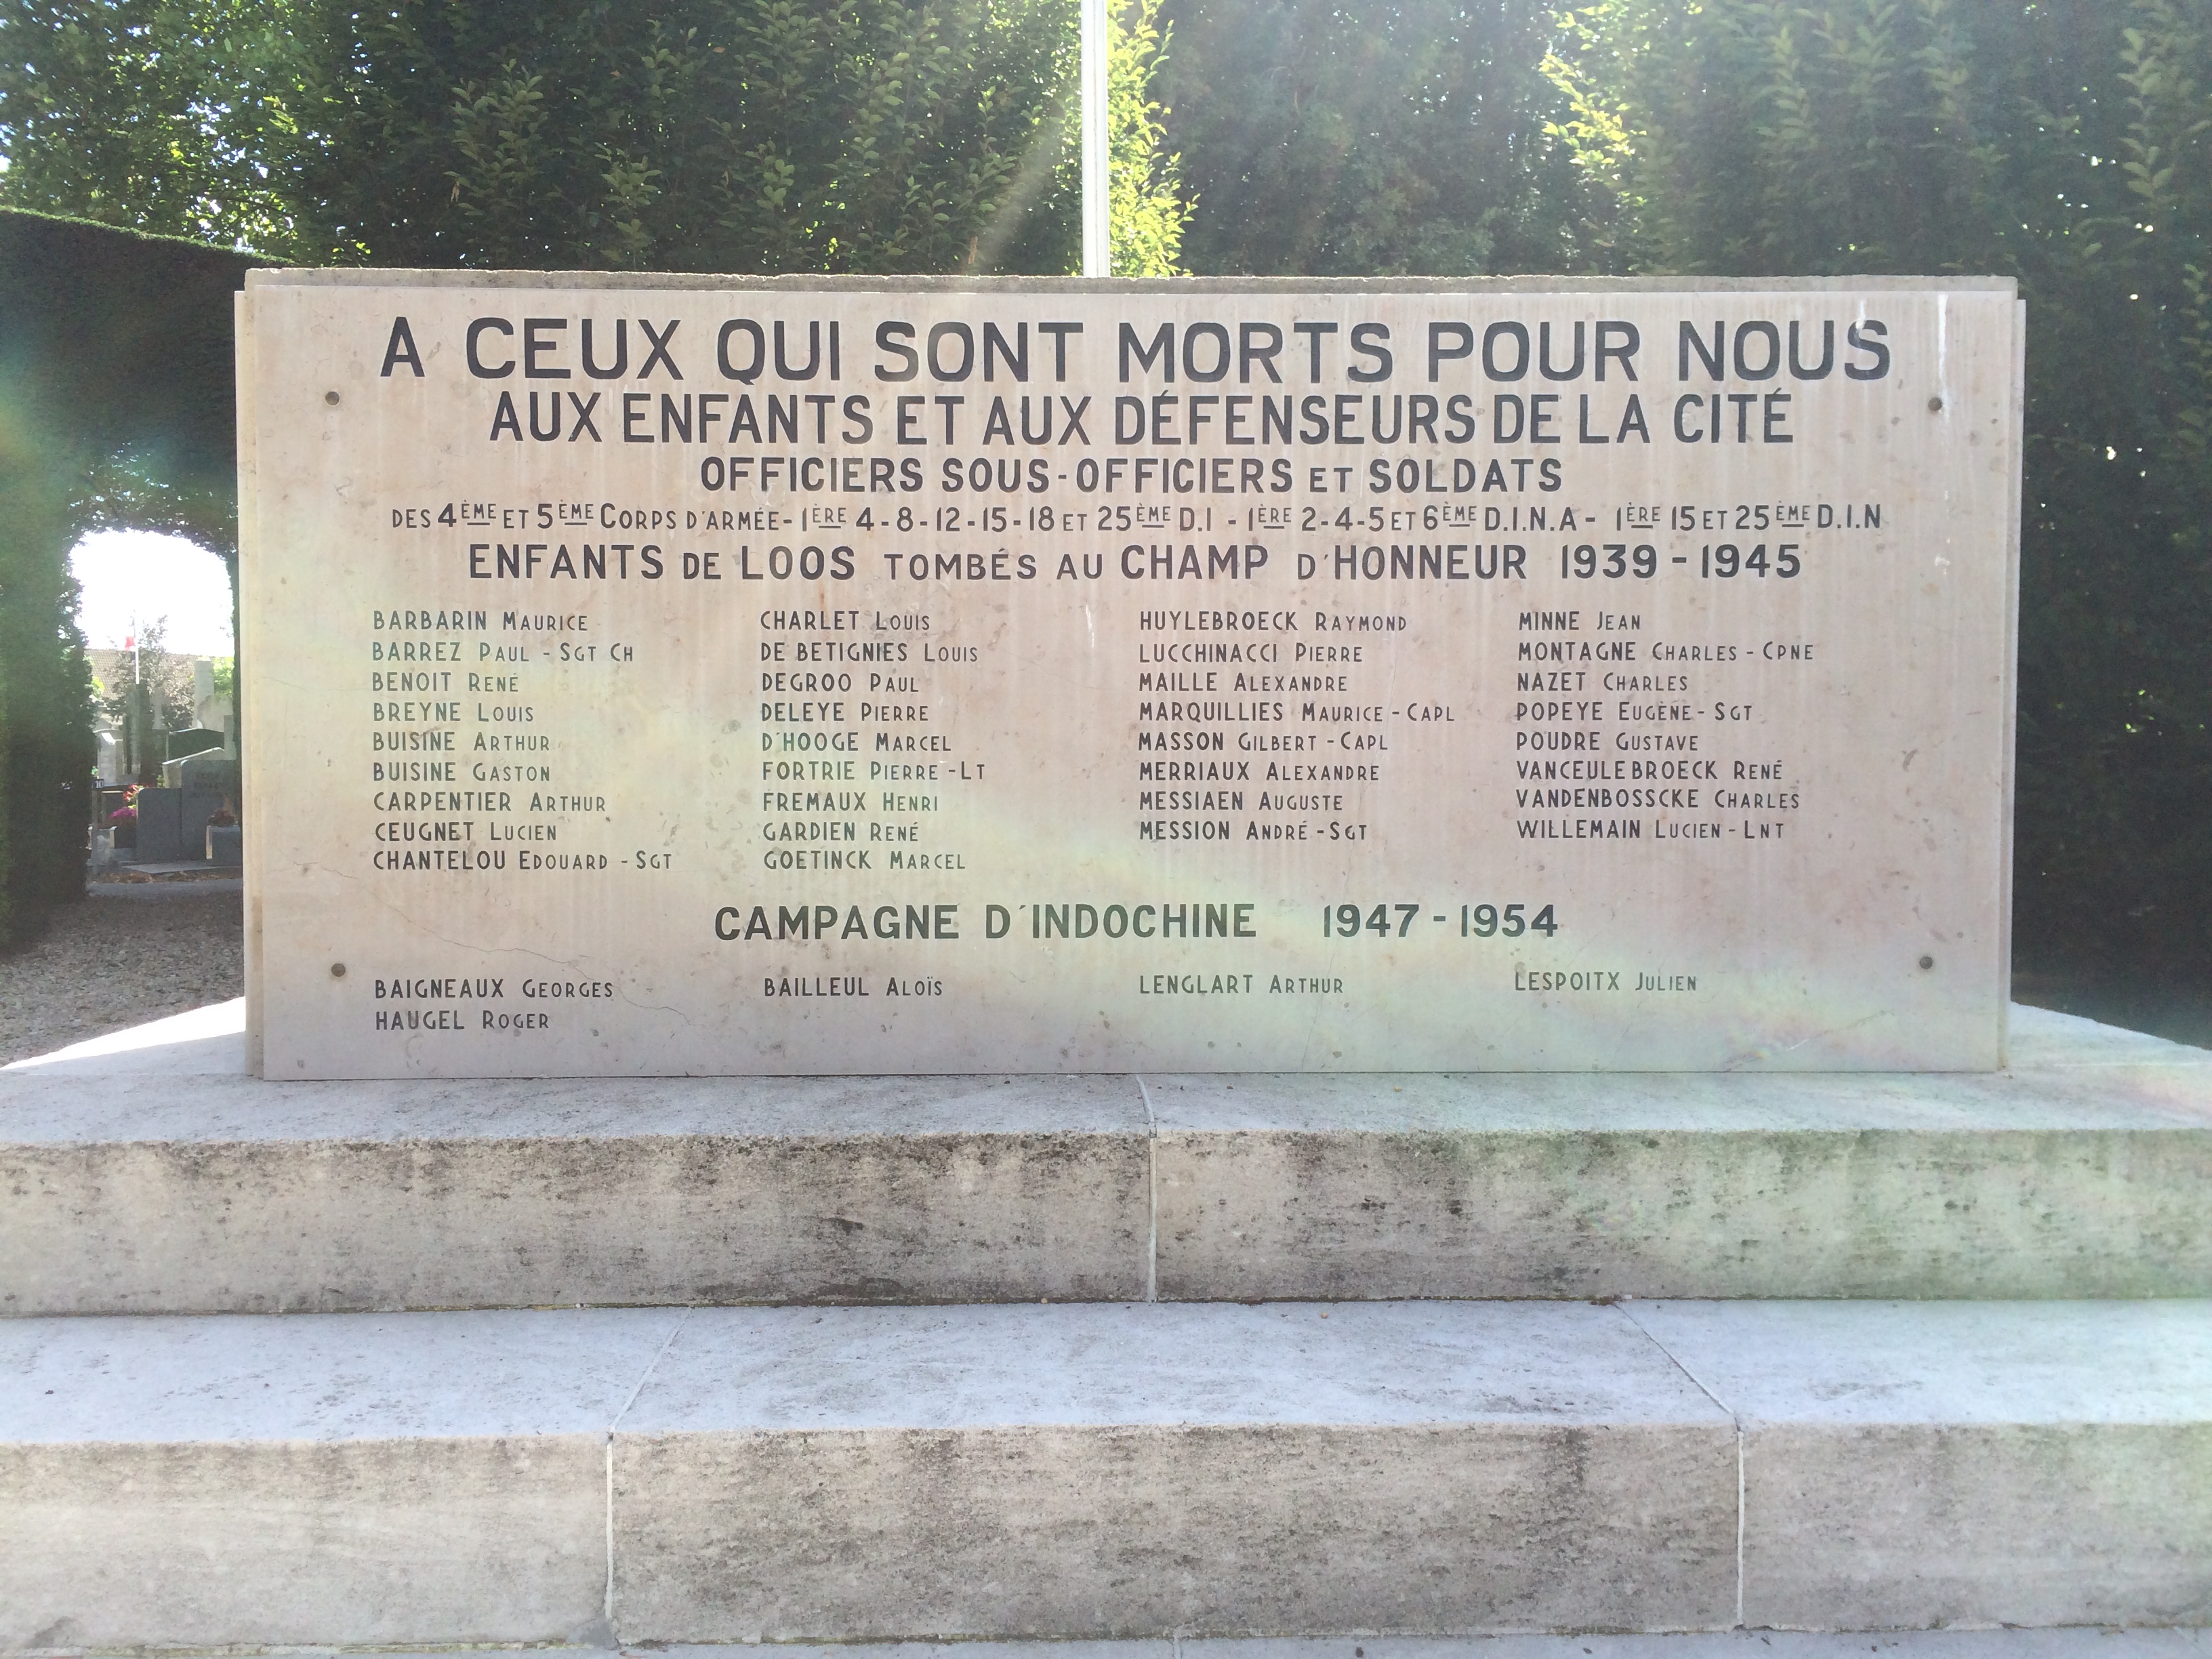 A CEUX QUI SONT MORTS POUR NOUS
AUX ENFANTS ET AUX DÉFENSEURS DE LA CITÉ
OFFICIERS SOUS-OFFICIERS ET SOLDATS
DES 4ÈME ET 5ÈME CORPS D'ARMÉE - 1ÈRE 4-8-12-15-18 ET 25ÈME D.I - 1ÈRE 2-4-5 ET 6ÈME D.I.N.A - 1ÈRE 15 ET 25ÈME D.I.N
ENFANTS DE LOOS TOMBÉS AU CHAMP D'HONNEUR 1939-1945
BARBARIN MAURICE
BARREZ PAUL - SGT CH
BENOIT RENÉ
BREYNE LOUIS
BUISINE ARTHUR
BUISINE GASTON
CARPENTIER ARTHUR
CEUGNET LUCIEN
CHANTELOU EDOUARD - SGT
CHARLET LOUIS
DE BETIGNIES LOUIS
DEGROO PAUL
DELEYE PIERRE
D'HOOGE MARCEL
FORTRIE PIERRE - LT
FREMAUX HENRI
GARDIEN RENÉ
GOETINCK MARCEL
HUYLEBROECK RAYMOND
LUCCHINACCI PIERRE
MAILLE ALEXANDRE
MARQUILLIES MAURICE - CAPL
MASSON GILBERT - CAPL
MERRIAUX ALEXANDRE
MESSIAEN AUGUSTE
MESSION ANDRÉ - SGT
MINNE JEAN
MONTAGNE CHARLES - CPNE
NAZET CHARLES
POPEYE EUGÈNE - SGT
POUDRE GUSTAVE
VANCEULEBROECK RENÉ
VANDENBOSSCKE CHARLES
WILLEMAIN LUCIEN - LNT
CAMPAGNE D'INDOCHINE 1947-1954
BAIGNEAUX GEORGES
HAUGEL ROGER
BAILLEUL ALOÏS
LENGLART ARTHUR
LESPOITX JULIEN